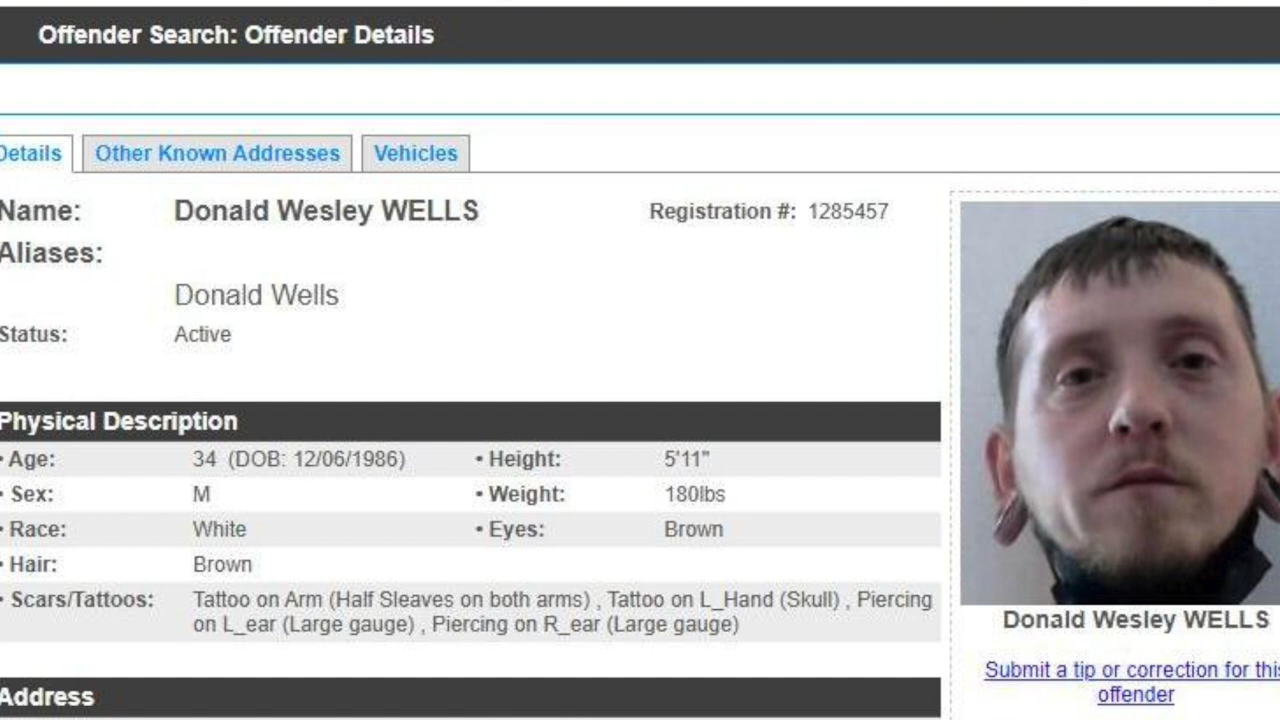 Offender Search: Offender Details
Details
Other Known Addresses
Vehicles
Name: Donald Wesley WELLS Registration #: 1285457
Aliases:
Donald Wells
Status: Active
Physical Description
• Age: 34 (DOB: 12/06/1986) • Height: 5'11"
• Sex: M • Weight: 180lbs
• Race: White • Eyes: Brown
• Hair: Brown
• Scars/Tattoos: Tattoo on Arm (Half Sleaves on both arms) , Tattoo on L_Hand (Skull) , Piercing
on L_ear (Large gauge) , Piercing on R_ear (Large gauge)
Address
Donald Wesley WELLS
Submit a tip or correction for this
offender